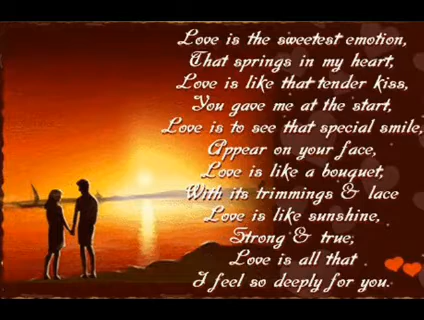 Love is the sweetest emotion,
That springs in my heart,
Love is like that tender kiss,
You gave me at the start,
Love is to see that special smile,
Appear on your face,
Love is like a bouquet,
With its trimmings & lace
Love is like sunshine,
Strong & true,
Love is all that
I feel so deeply for you.